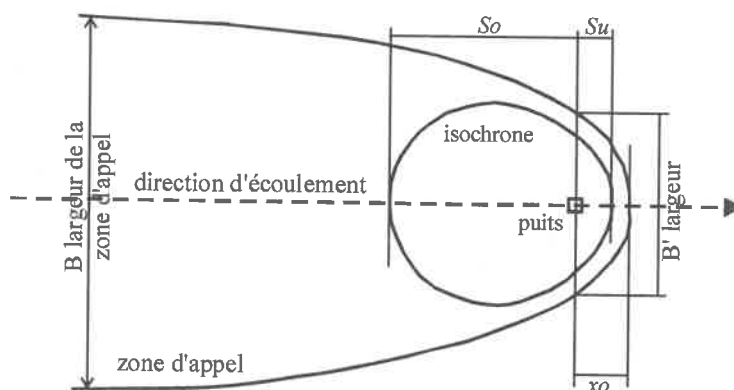 So
Su
isochrone
B largeur de la
zone d'appel
direction d'écoulement
puits
B' largeur
zone d'appel
xo